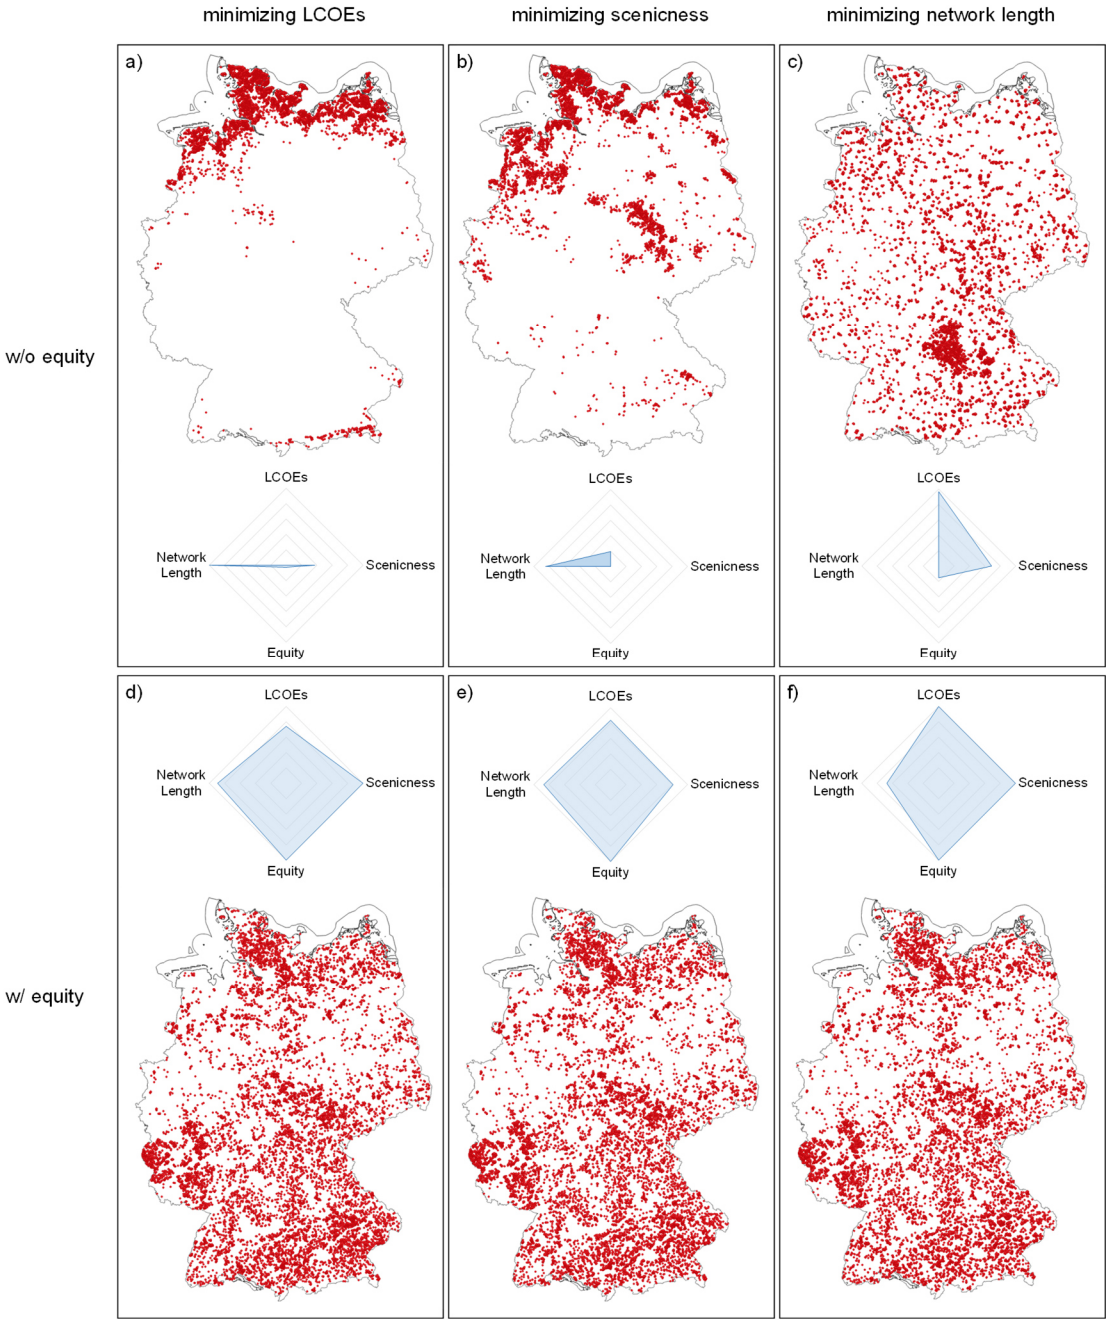 minimizing LCOEs
minimizing scenicness
minimizing network length
w/o equity
a)
LCOEs
Network
Length
Scenicness
Equity
b)
LCOEs
Network
Length
Scenicness
Equity
c)
LCOEs
Network
Length
Scenicness
Equity
w/ equity
d)
LCOEs
Network
Length
Scenicness
Equity
e)
LCOEs
Network
Length
Scenicness
Equity
f)
LCOEs
Network
Length
Scenicness
Equity